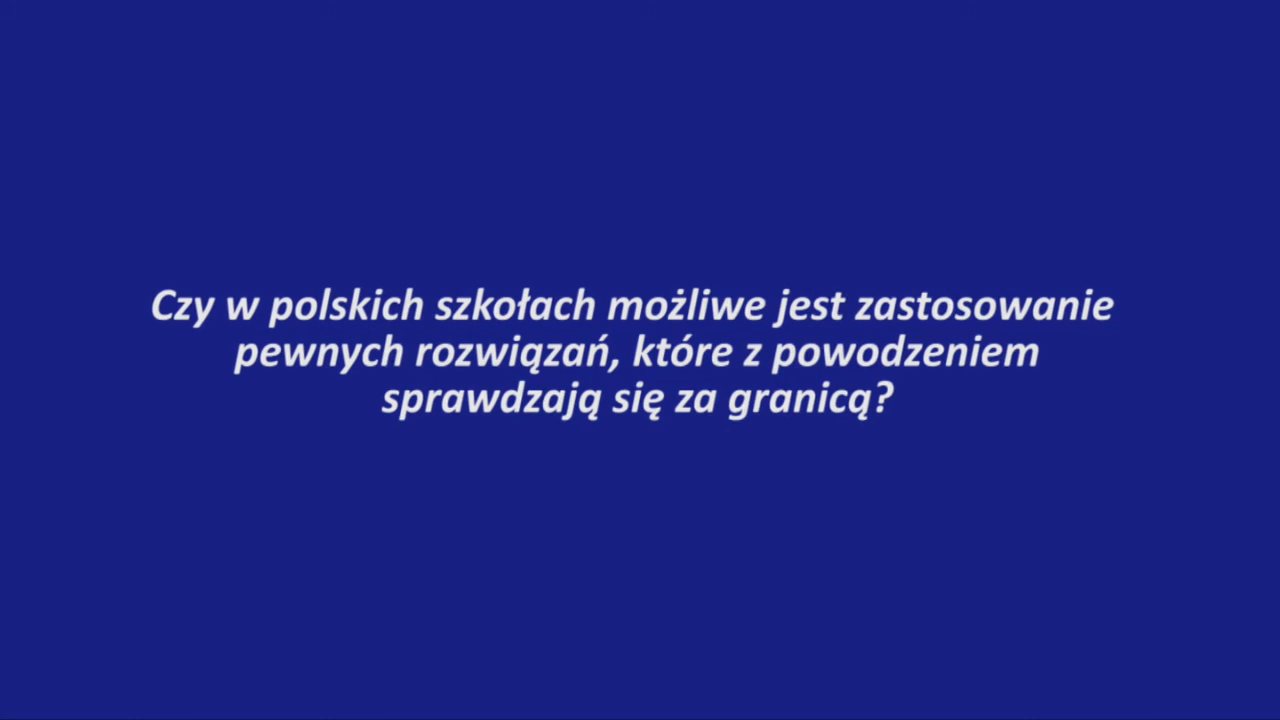 Czy w polskich szkołach możliwe jest zastosowanie
pewnych rozwiązań, które z powodzeniem
sprawdzają się za granicą?